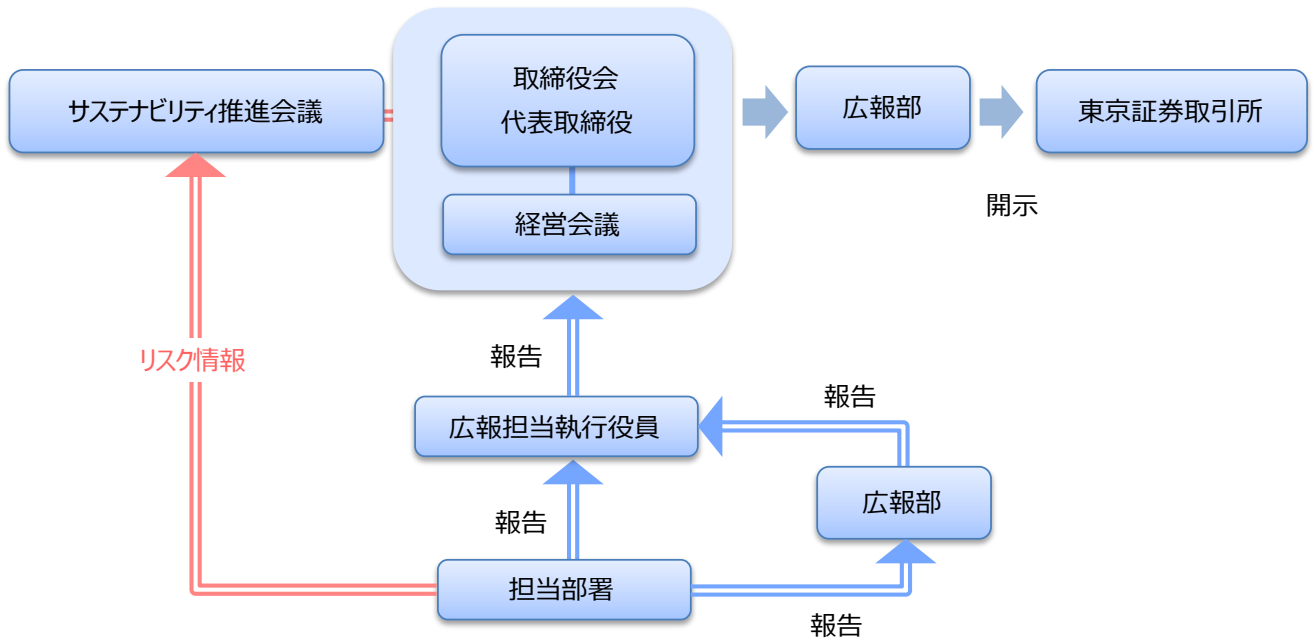 サステナビリティ推進会議
取締役会
代表取締役
経営会議
広報部
東京証券取引所
開示
リスク情報
報告
広報担当執行役員
報告
広報部
報告
担当部署
報告